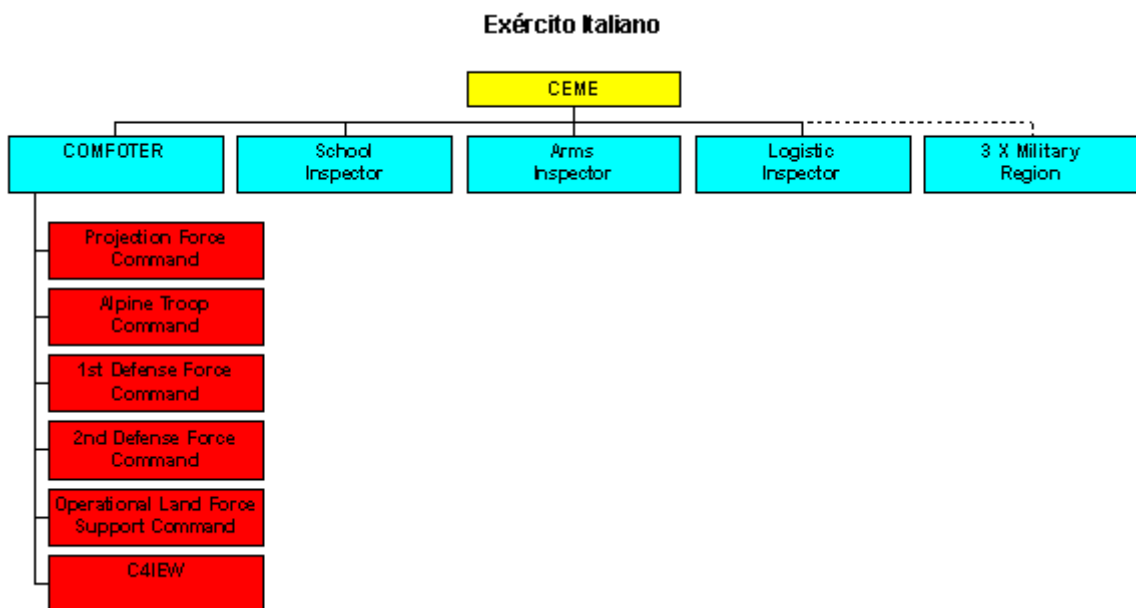 Exército Italiano
CEME
COMFOTER
School
Inspector
Arms
Inspector
Logistic
Inspector
3 X Military
Region
Projection Force
Command
Alpine Troop
Command
1st Defense Force
Command
2nd Defense Force
Command
Operational Land Force
Support Command
C4IEW